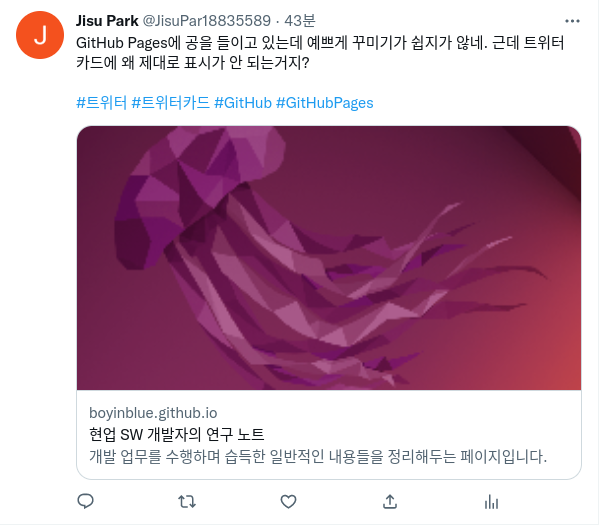 J
Jisu Park @JisuPar18835589 · 43분
GitHub Pages에 공을 들이고 있는데 예쁘게 꾸미기가 쉽지가 않네. 근데 트위터
카드에 왜 제대로 표시가 안 되는거지?
#트위터 #트위터카드 #GitHub #GitHubPages
boyinblue.github.io
현업 SW 개발자의 연구 노트
개발 업무를 수행하며 습득한 일반적인 내용들을 정리해두는 페이지입니다.